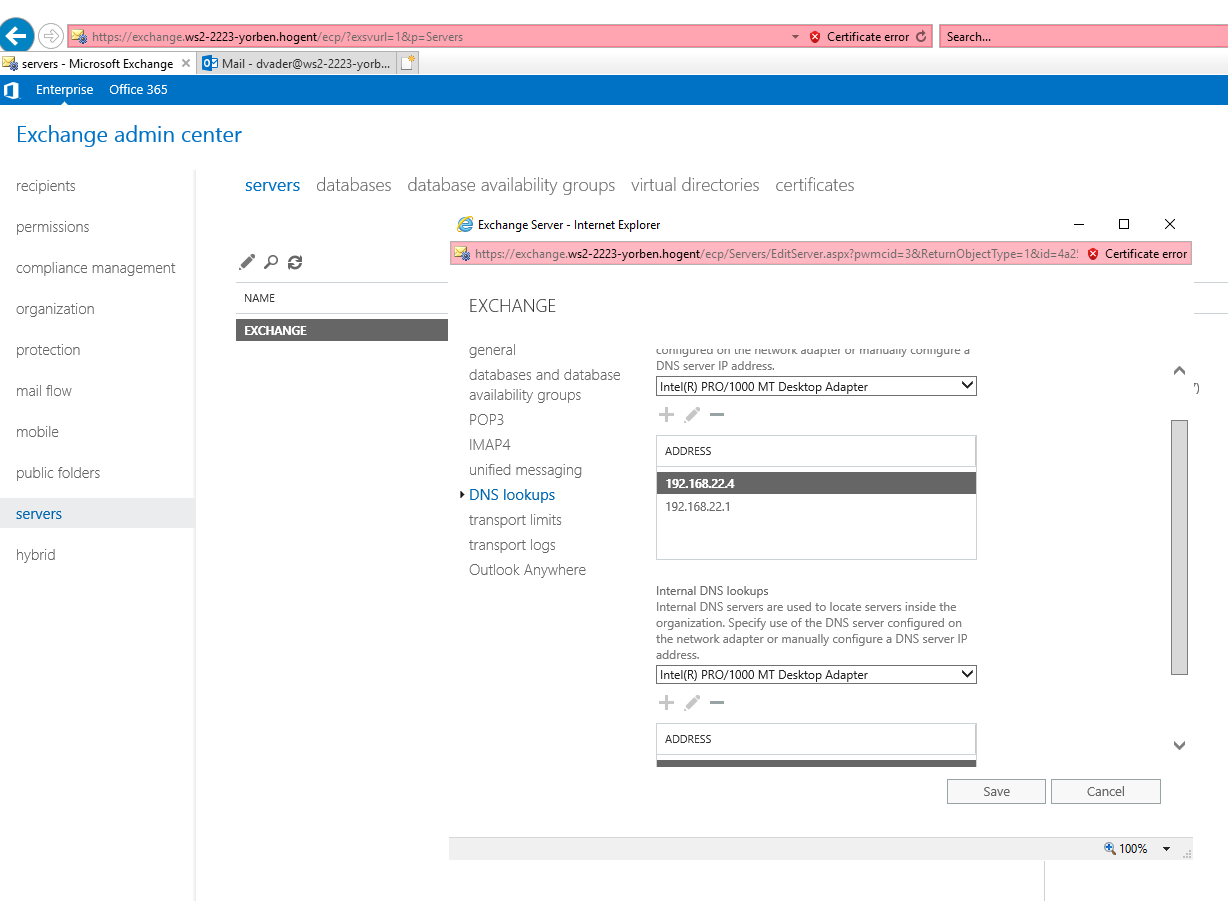 https://exchange.ws2-2223-yorben.hogent/ecp/?exsvurl=1&p=Servers
Certificate error
Search...
servers - Microsoft Exchange
Mail - dvader@ws2-2223-yorb...
Enterprise
Office 365
Exchange admin center
recipients
permissions
compliance management
organization
protection
mail flow
mobile
public folders
servers
hybrid
servers
databases
database availability groups
virtual directories
certificates
NAME
EXCHANGE
Exchange Server - Internet Explorer
https://exchange.ws2-2223-yorben.hogent/ecp/Servers/EditServer.aspx?pwmcid=3&ReturnObjectType=1&id=4a2
Certificate error
EXCHANGE
general
databases and database
availability groups
POP3
IMAP4
unified messaging
DNS lookups
transport limits
transport logs
Outlook Anywhere
configured on the network adapter or manually configure a
DNS server IP address.
Intel(R) PRO/1000 MT Desktop Adapter
ADDRESS
192.168.22.4
192.168.22.1
Internal DNS lookups
Internal DNS servers are used to locate servers inside the
organization. Specify use of the DNS server configured on
the network adapter or manually configure a DNS server IP
address.
Intel(R) PRO/1000 MT Desktop Adapter
ADDRESS
Save
Cancel
100%